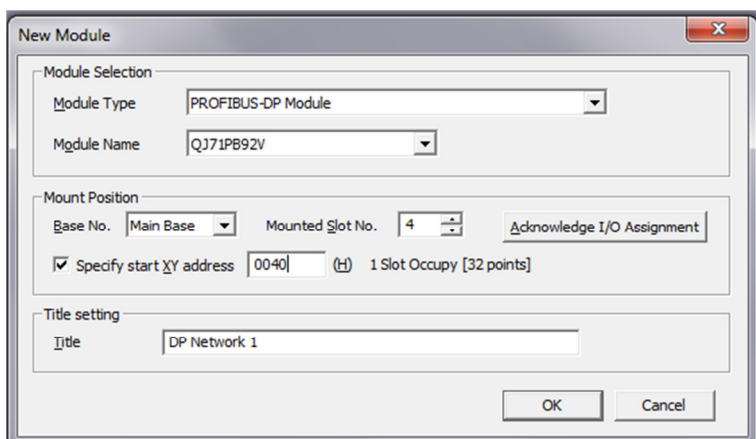 New Module
Module Selection
Module Type PROFIBUS-DP Module
Module Name QJ71PB92V
Mount Position
Base No. Main Base Mounted Slot No. 4 Acknowledge I/O Assignment
Specify start XY address 0040 (H) 1 Slot Occupy [32 points]
Title setting
Title DP Network 1
OK Cancel